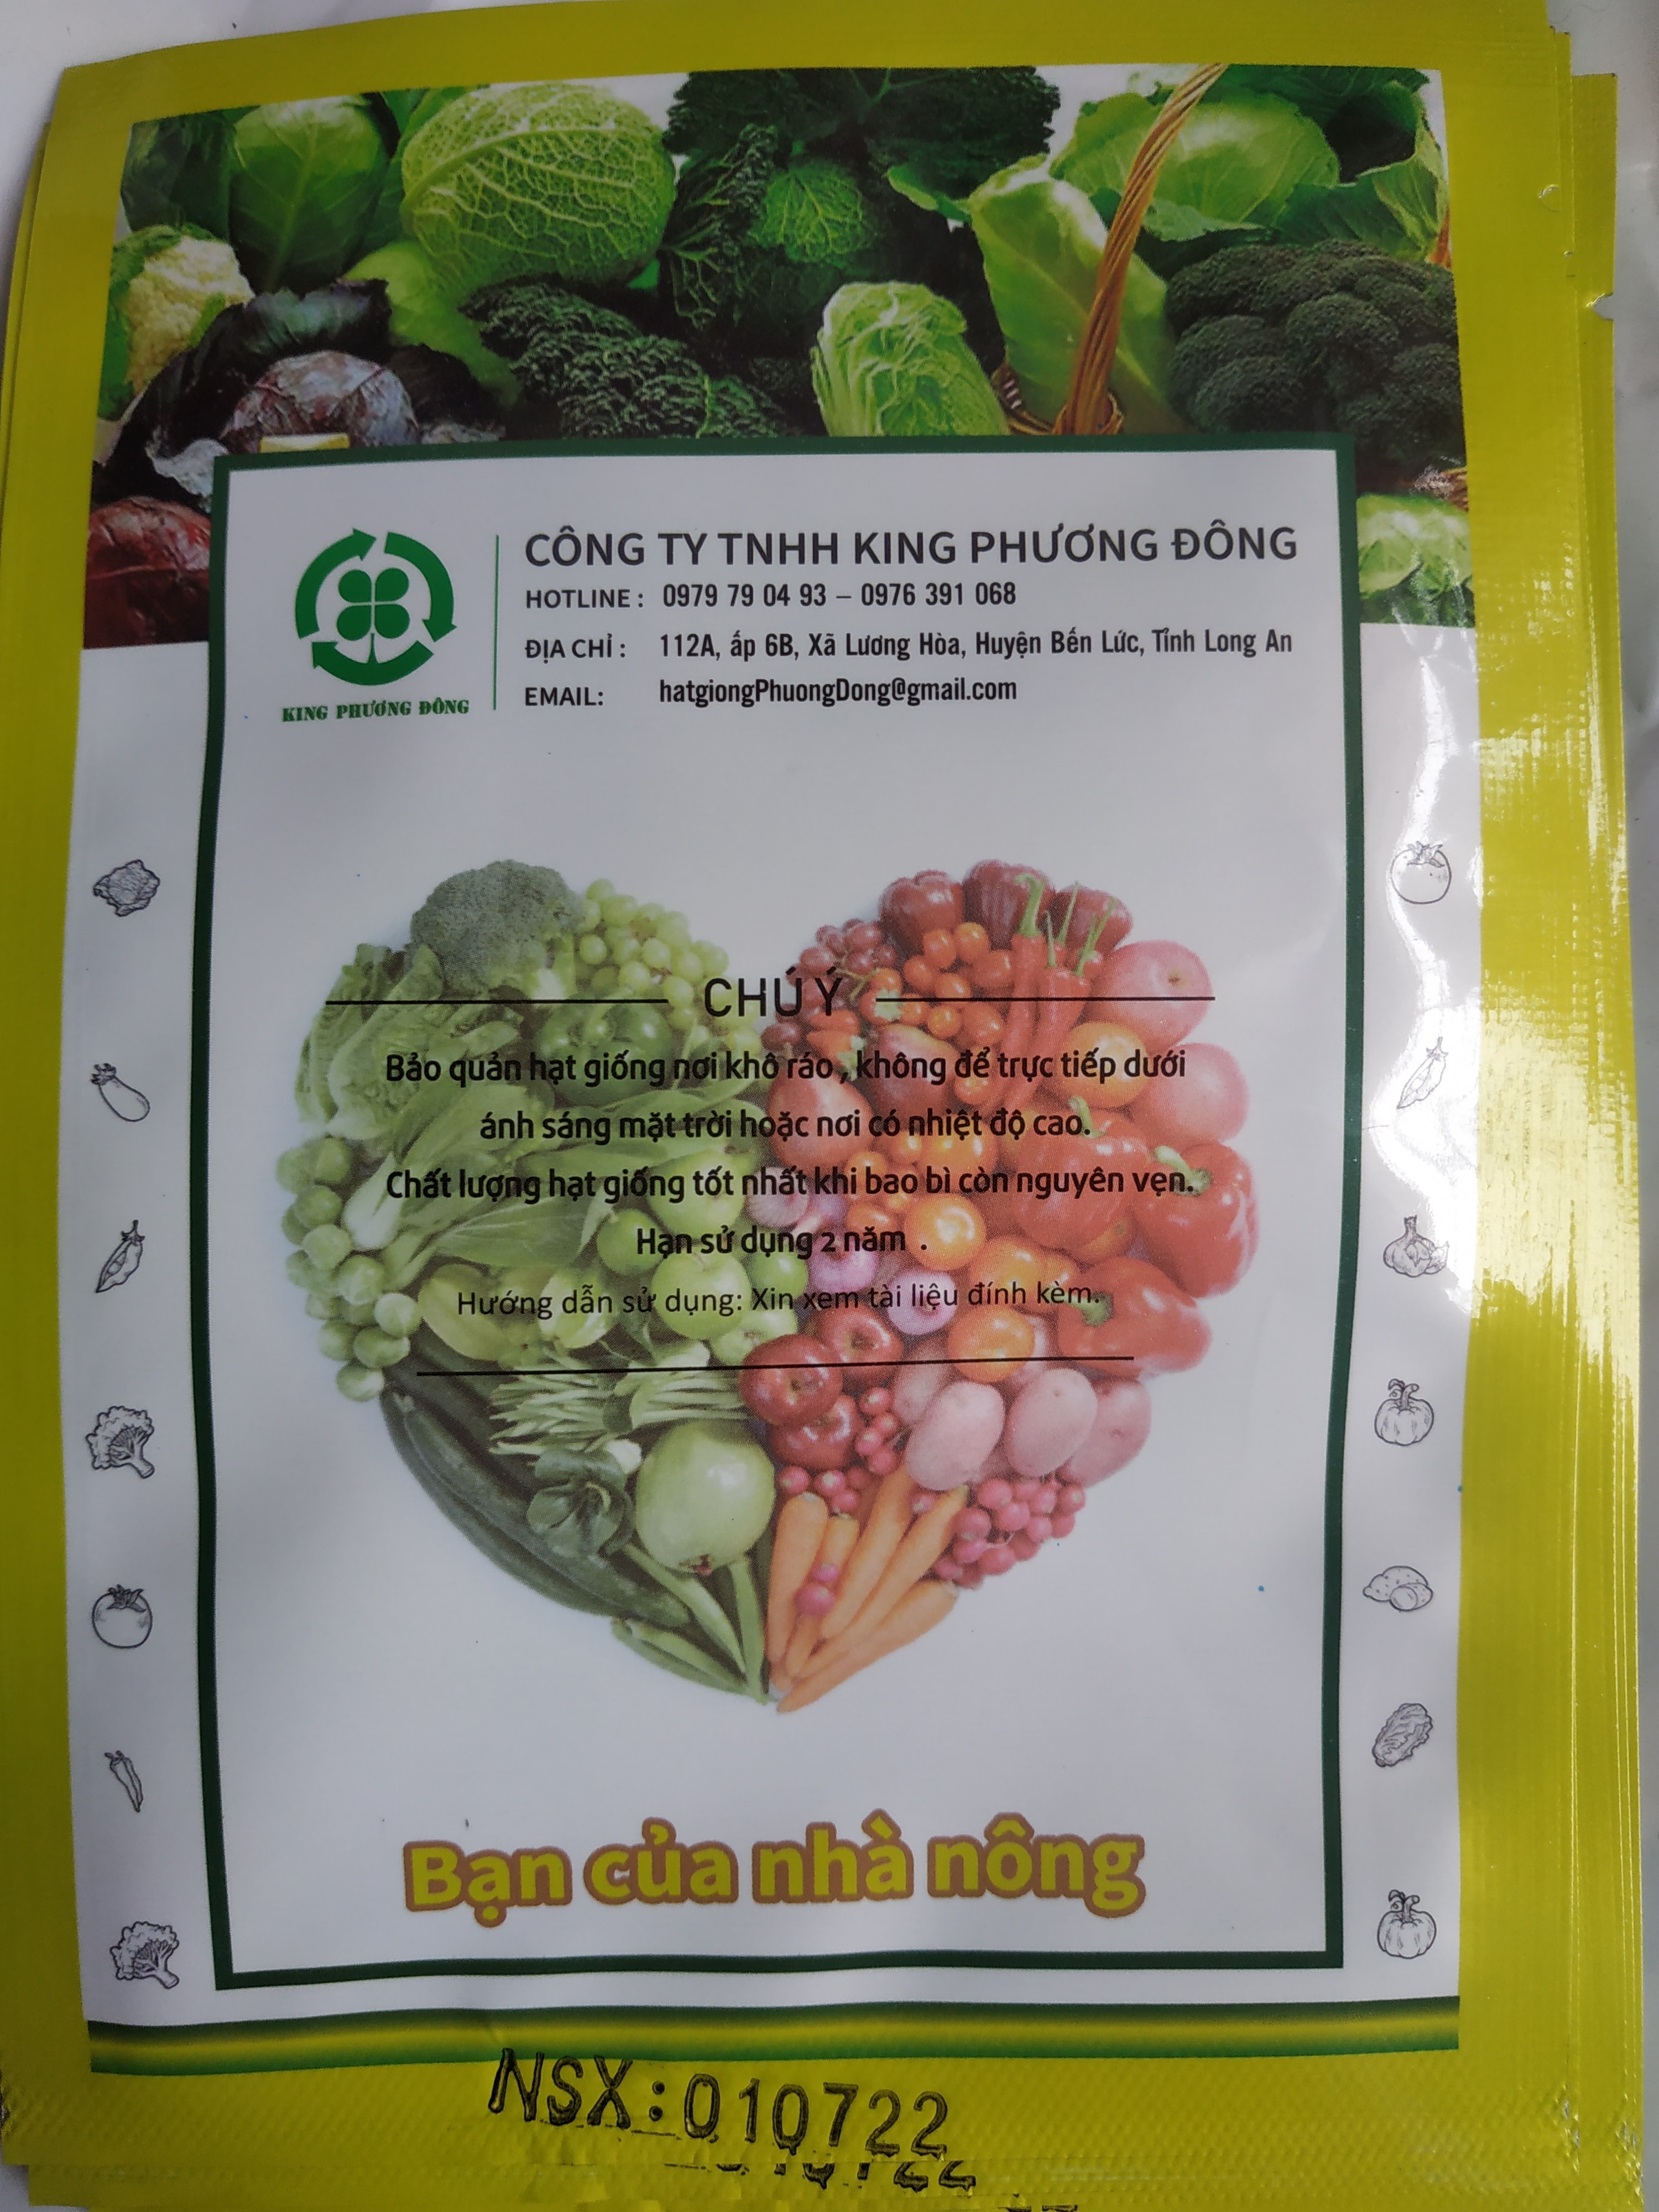 CÔNG TY TNHH KING PHƯƠNG ĐÔNG
HOTLINE : 0979 79 04 93 – 0976 391 068
ĐỊA CHỈ : 112A, ấp 6B, Xã Lương Hòa, Huyện Bến Lức, Tỉnh Long An
EMAIL: hatgiongPhuongDong@gmail.com
KING PHƯƠNG ĐÔNG
CHÚ Ý
Bảo quản hạt giống nơi khô ráo , không để trực tiếp dưới
ánh sáng mặt trời hoặc nơi có nhiệt độ cao.
Chất lượng hạt giống tốt nhất khi bao bì còn nguyên vẹn.
Hạn sử dụng 2 năm .
Hướng dẫn sử dụng: Xin xem tài liệu đính kèm.
Bạn của nhà nông
NSX:010722